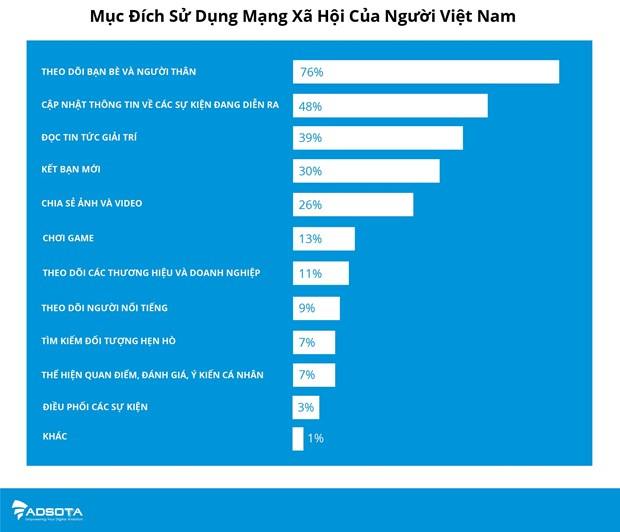 Mục Đích Sử Dụng Mạng Xã Hội Của Người Việt Nam
THEO DÕI BẠN BÈ VÀ NGƯỜI THÂN 76%
CẬP NHẬT THÔNG TIN VỀ CÁC SỰ KIỆN ĐANG DIỄN RA 48%
ĐỌC TIN TỨC GIẢI TRÍ 39%
KẾT BẠN MỚI 30%
CHIA SẺ ẢNH VÀ VIDEO 26%
CHƠI GAME 13%
THEO DÕI CÁC THƯƠNG HIỆU VÀ DOANH NGHIỆP 11%
THEO DÕI NGƯỜI NỔI TIẾNG 9%
TÌM KIẾM ĐỐI TƯỢNG HẸN HÒ 7%
THỂ HIỆN QUAN ĐIỂM, ĐÁNH GIÁ, Ý KIẾN CÁ NHÂN 7%
ĐIỀU PHỐI CÁC SỰ KIỆN 3%
KHÁC 1%
ADSOTA
Empowering Your Digital Ambition